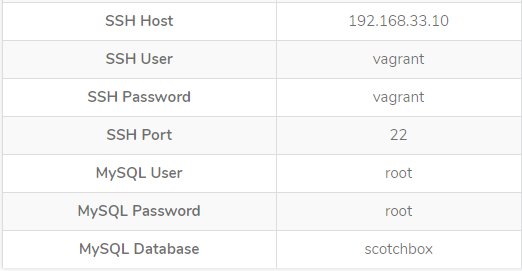 SSH Host 192.168.33.10
SSH User vagrant
SSH Password vagrant
SSH Port 22
MySQL User root
MySQL Password root
MySQL Database scotchbox